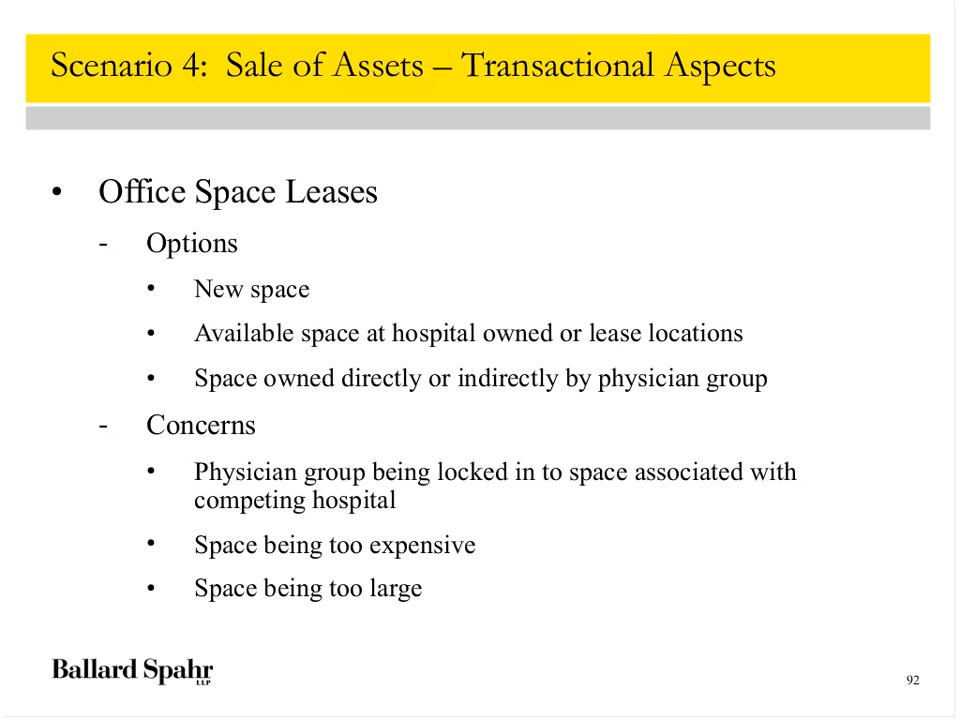 Scenario 4:  Sale of Assets – Transactional Aspects
• Office Space Leases
- Options
• New space
• Available space at hospital owned or lease locations
• Space owned directly or indirectly by physician group
- Concerns
• Physician group being locked in to space associated with
competing hospital
• Space being too expensive
• Space being too large
Ballard Spahr
LLP
92